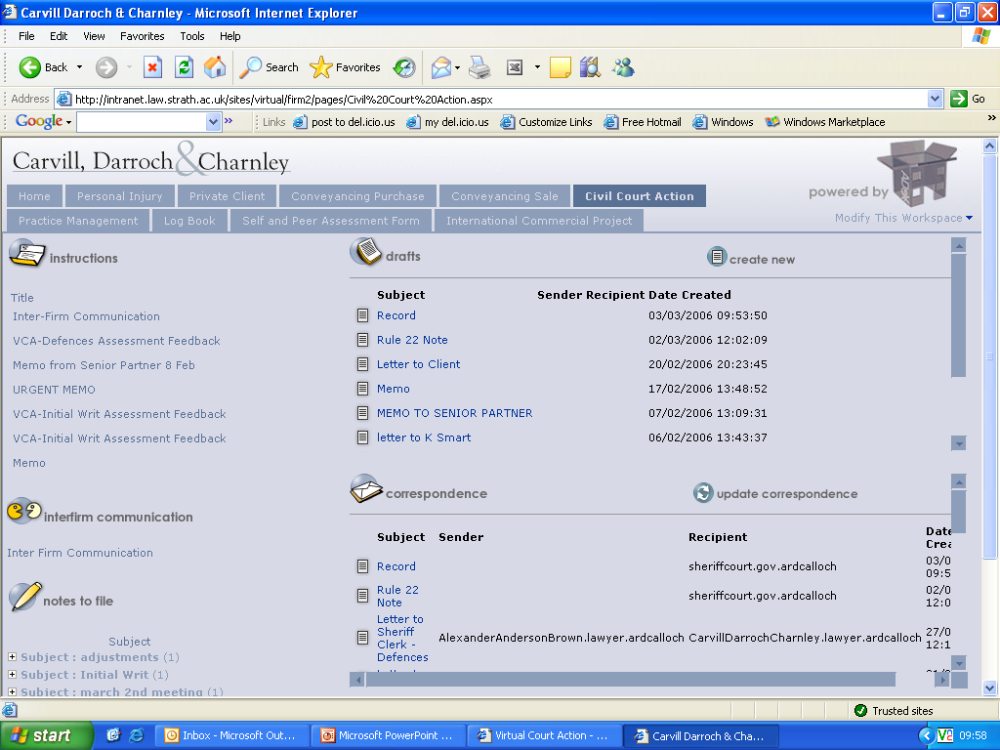 Carvill Darroch & Charnley - Microsoft Internet Explorer
File Edit View Favorites Tools Help
Back Search Favorites
Address http://intranet.law.strath.ac.uk/sites/virtual/firm2/pages/Civil%20Court%20Action.aspx Go
Google » Links post to del.icio.us my del.icio.us Customize Links Free Hotmail Windows Windows Marketplace »
Carvill, Darroch & Charnley
powered by
Home Personal Injury Private Client Conveyancing Purchase Conveyancing Sale Civil Court Action
Practice Management Log Book Self and Peer Assessment Form International Commercial Project
Modify This Workspace
instructions
Title
Inter-Firm Communication
VCA-Defences Assessment Feedback
Memo from Senior Partner 8 Feb
URGENT MEMO
VCA-Initial Writ Assessment Feedback
VCA-Initial Writ Assessment Feedback
Memo
interfirm communication
Inter Firm Communication
notes to file
Subject
Subject : adjustments (1)
Subject : Initial Writ (1)
Subject : march 2nd meeting (1)
drafts create new
Subject Sender Recipient Date Created
Record 03/03/2006 09:53:50
Rule 22 Note 02/03/2006 12:02:09
Letter to Client 20/02/2006 20:23:45
Memo 17/02/2006 13:48:52
MEMO TO SENIOR PARTNER 07/02/2006 13:09:31
letter to K Smart 06/02/2006 13:43:37
correspondence update correspondence
Subject Sender Recipient Date
Crea
Record sheriffcourt.gov.ardcalloch 03/0
09:5
Rule 22 sheriffcourt.gov.ardcalloch 02/0
Note 12:0
Letter to
Sheriff
Clerk - AlexanderAndersonBrown.lawyer.ardcalloch CarvillDarrochCharnley.lawyer.ardcalloch 27/0
Defences 12:1
Trusted sites
start Inbox - Microsoft Out... Microsoft PowerPoint ... Virtual Court Action - ... Carvill Darroch & Cha... 09:58